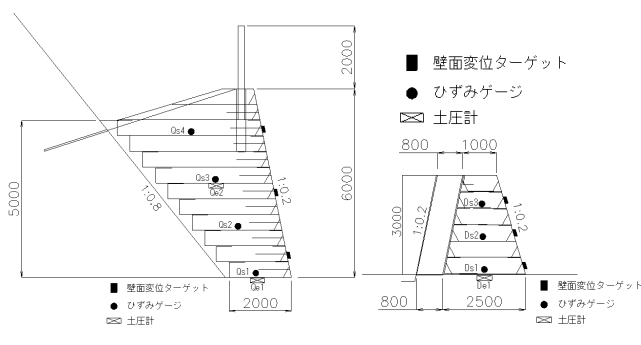 2000
壁面変位ターゲット
ひずみゲージ
土圧計
Qs4
800
1000
5000
Qs3
Qe2
1:0.8
1:0.2
6000
Qs2
3000
1:0.2
Ds3
1:0.2
Ds2
Qs1
Qe1
Ds1
De1
壁面変位ターゲット
ひずみゲージ
土圧計
2000
800
2500
壁面変位ターゲット
ひずみゲージ
土圧計